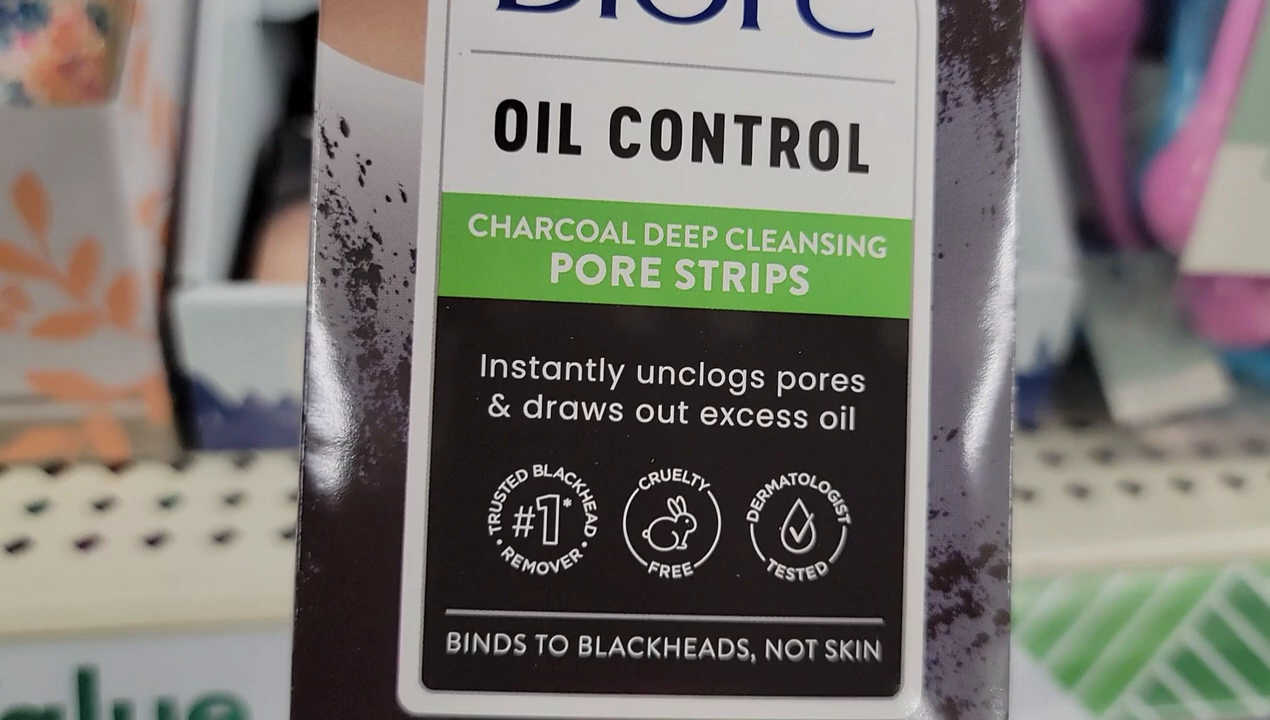 Bioré
OIL CONTROL
CHARCOAL DEEP CLEANSING
PORE STRIPS
Instantly unclogs pores
& draws out excess oil
TRUSTED BLACKHEAD
#1*
REMOVER
CRUELTY
FREE
DERMATOLOGIST
TESTED
BINDS TO BLACKHEADS, NOT SKIN